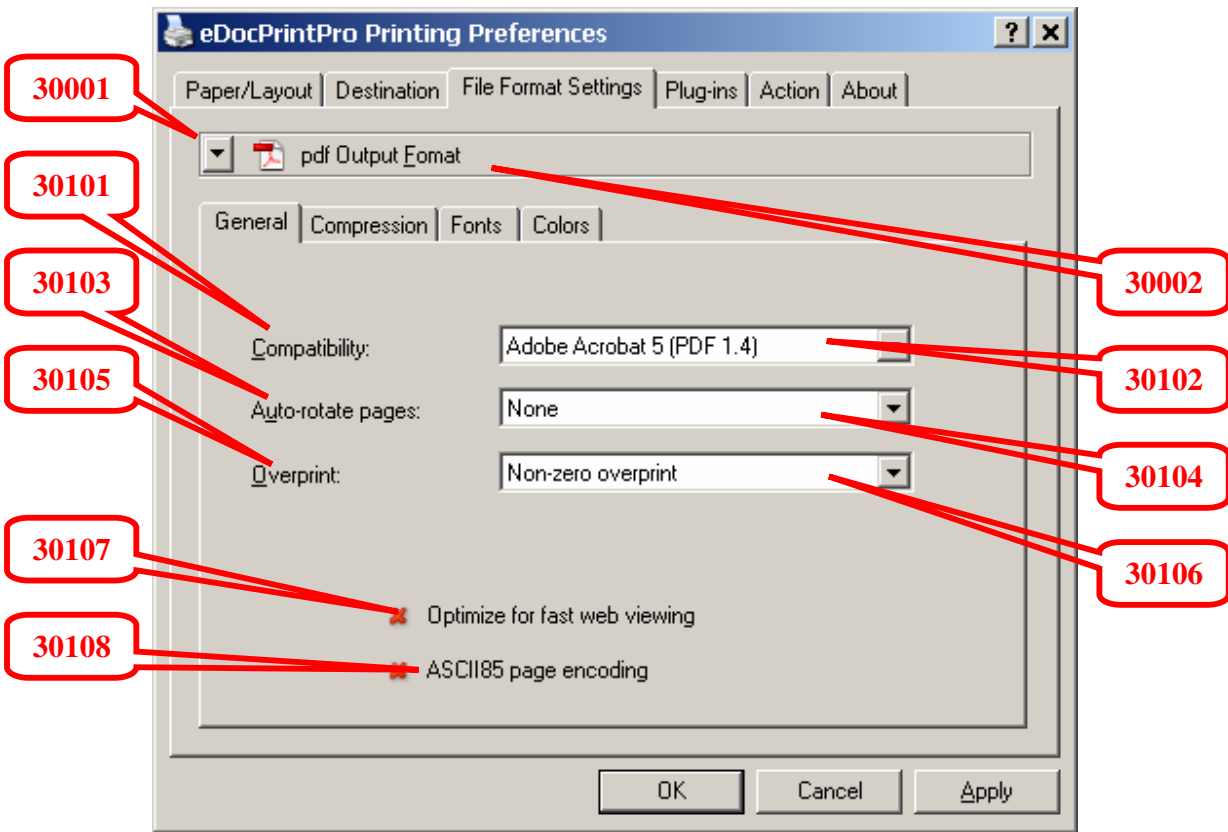 eDocPrintPro Printing Preferences
30001
Paper/Layout Destination File Format Settings Plug-ins Action About
pdf Output Fomat
30101
General Compression Fonts Colors
30103
30002
Compatibility: Adobe Acrobat 5 (PDF 1.4)
30105
30102
Auto-rotate pages: None
Overprint: Non-zero overprint
30104
30107
30106
Optimize for fast web viewing
30108
ASCII85 page encoding
OK Cancel Apply